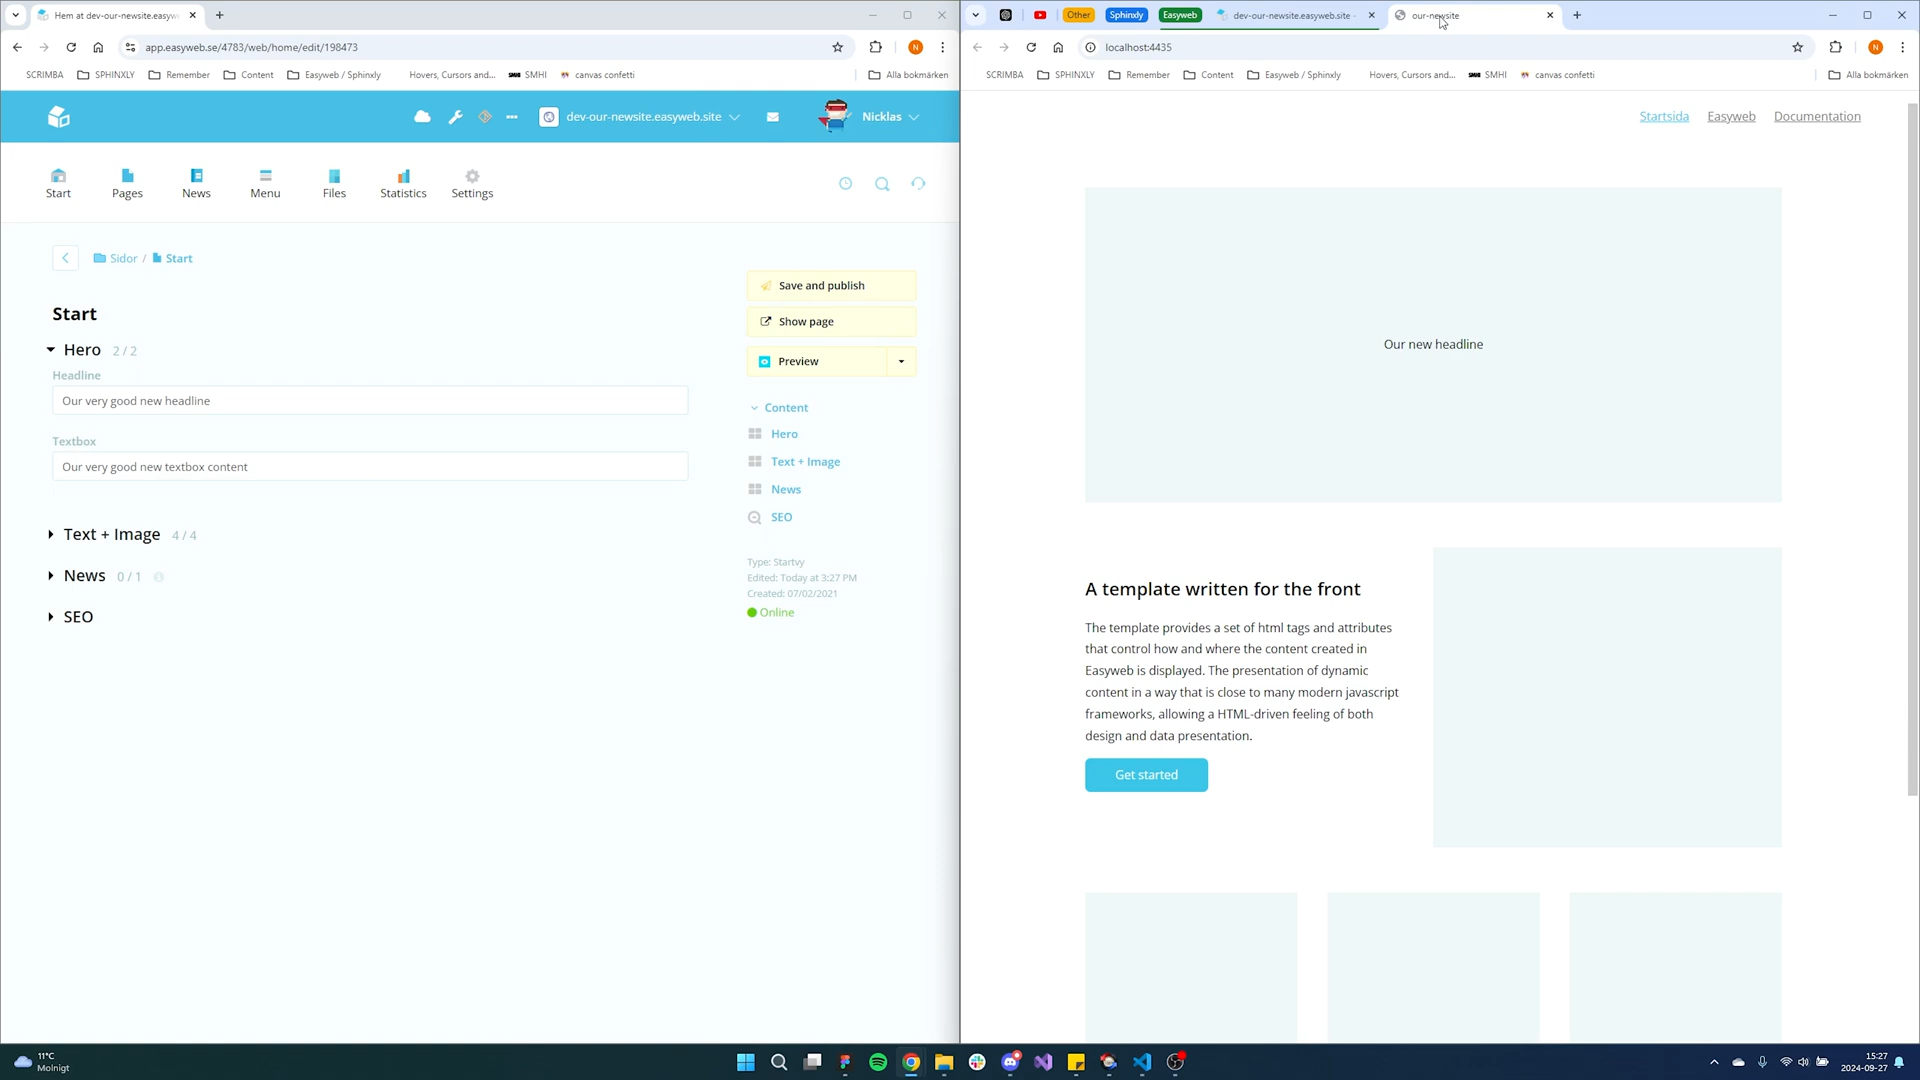 Hem at dev-our-newsite.easyw
app.easyweb.se/4783/web/home/edit/198473
SCRIMBA
SPHINXLY
Remember
Content
Easyweb / Sphinxly
Hovers, Cursors and...
SMHI
canvas confetti
Alla bokmärken
dev-our-newsite.easyweb.site
Nicklas
Start
Pages
News
Menu
Files
Statistics
Settings
Sidor / Start
Start
Hero 2 / 2
Headline
Our very good new headline
Textbox
Our very good new textbox content
Text + Image 4 / 4
News 0 / 1
SEO
Save and publish
Show page
Preview
Content
Hero
Text + Image
News
SEO
Type: Startvy
Edited: Today at 3:27 PM
Created: 07/02/2021
Online
Other
Sphinxly
Easyweb
dev-our-newsite.easyweb.site -
our-newsite
N
localhost:4435
SCRIMBA
SPHINXLY
Remember
Content
Easyweb / Sphinxly
Hovers, Cursors and...
SMHI
canvas confetti
Alla bokmärken
N
Startsida
Easyweb
Documentation
Our new headline
A template written for the front
The template provides a set of html tags and attributes
that control how and where the content created in
Easyweb is displayed. The presentation of dynamic
content in a way that is close to many modern javascript
frameworks, allowing a HTML-driven feeling of both
design and data presentation.
Get started
11°C
Molnigt
15:27
2024-09-27